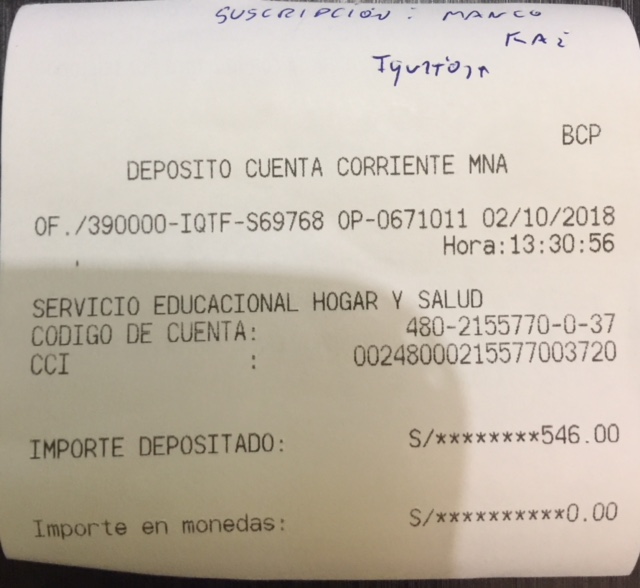 SUSCRIPCIÓN: MANCO
KAI
BCP
DEPOSITO CUENTA CORRIENTE MNA
OF./390000-IQTF-S69768 OP-0671011 02/10/2018
Hora:13:30:56
SERVICIO EDUCACIONAL HOGAR Y SALUD
CODIGO DE CUENTA: 480-2155770-0-37
CCI : 00248000215577003720
IMPORTE DEPOSITADO: S/********546.00
Importe en monedas: S/**********0.00